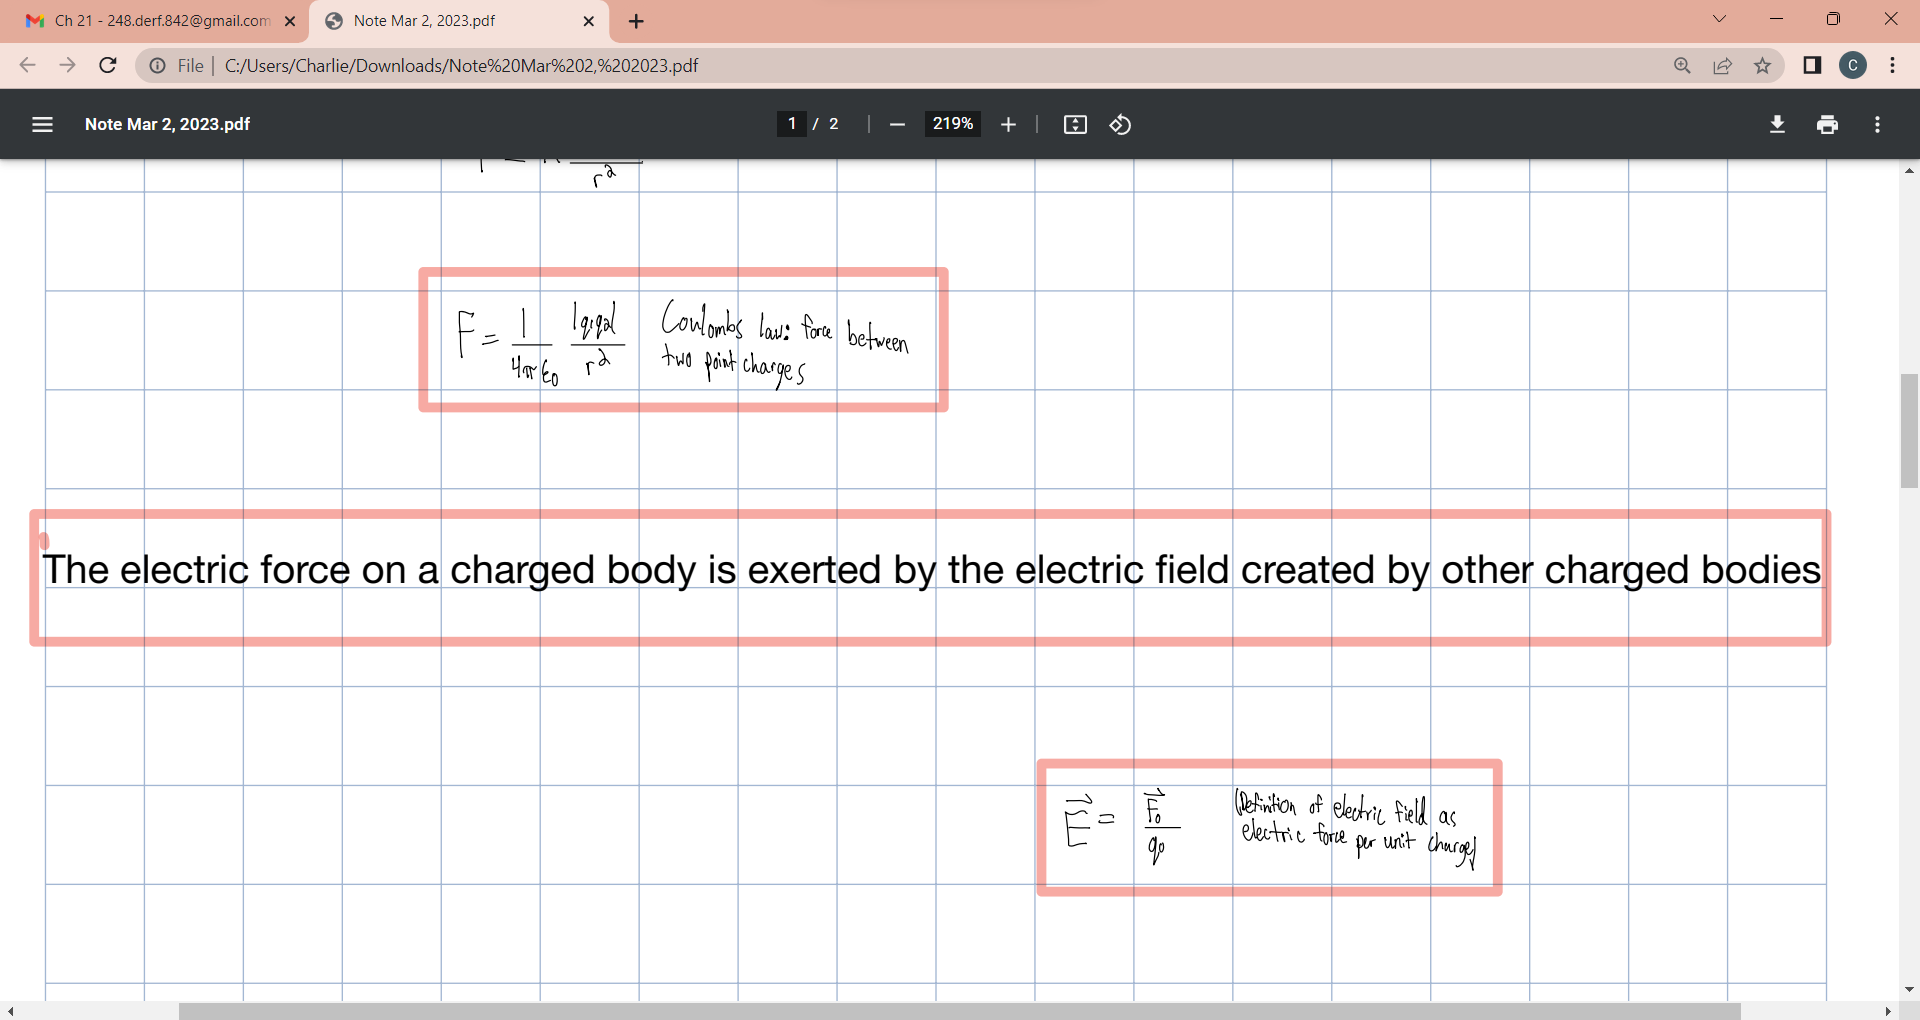 Ch 21 - 248.derf.842@gmail.com
Note Mar 2, 2023.pdf
File | C:/Users/Charlie/Downloads/Note%20Mar%202,%202023.pdf
C
Note Mar 2, 2023.pdf
1 / 2
219%
r²
F = 1/4πε₀ |q₁q₂|/r² Coulombs law: force between
two point charges
The electric force on a charged body is exerted by the electric field created by other charged bodies
E⃗ = F⃗₀/q₀ (Definition of electric field as
electric force per unit charge)